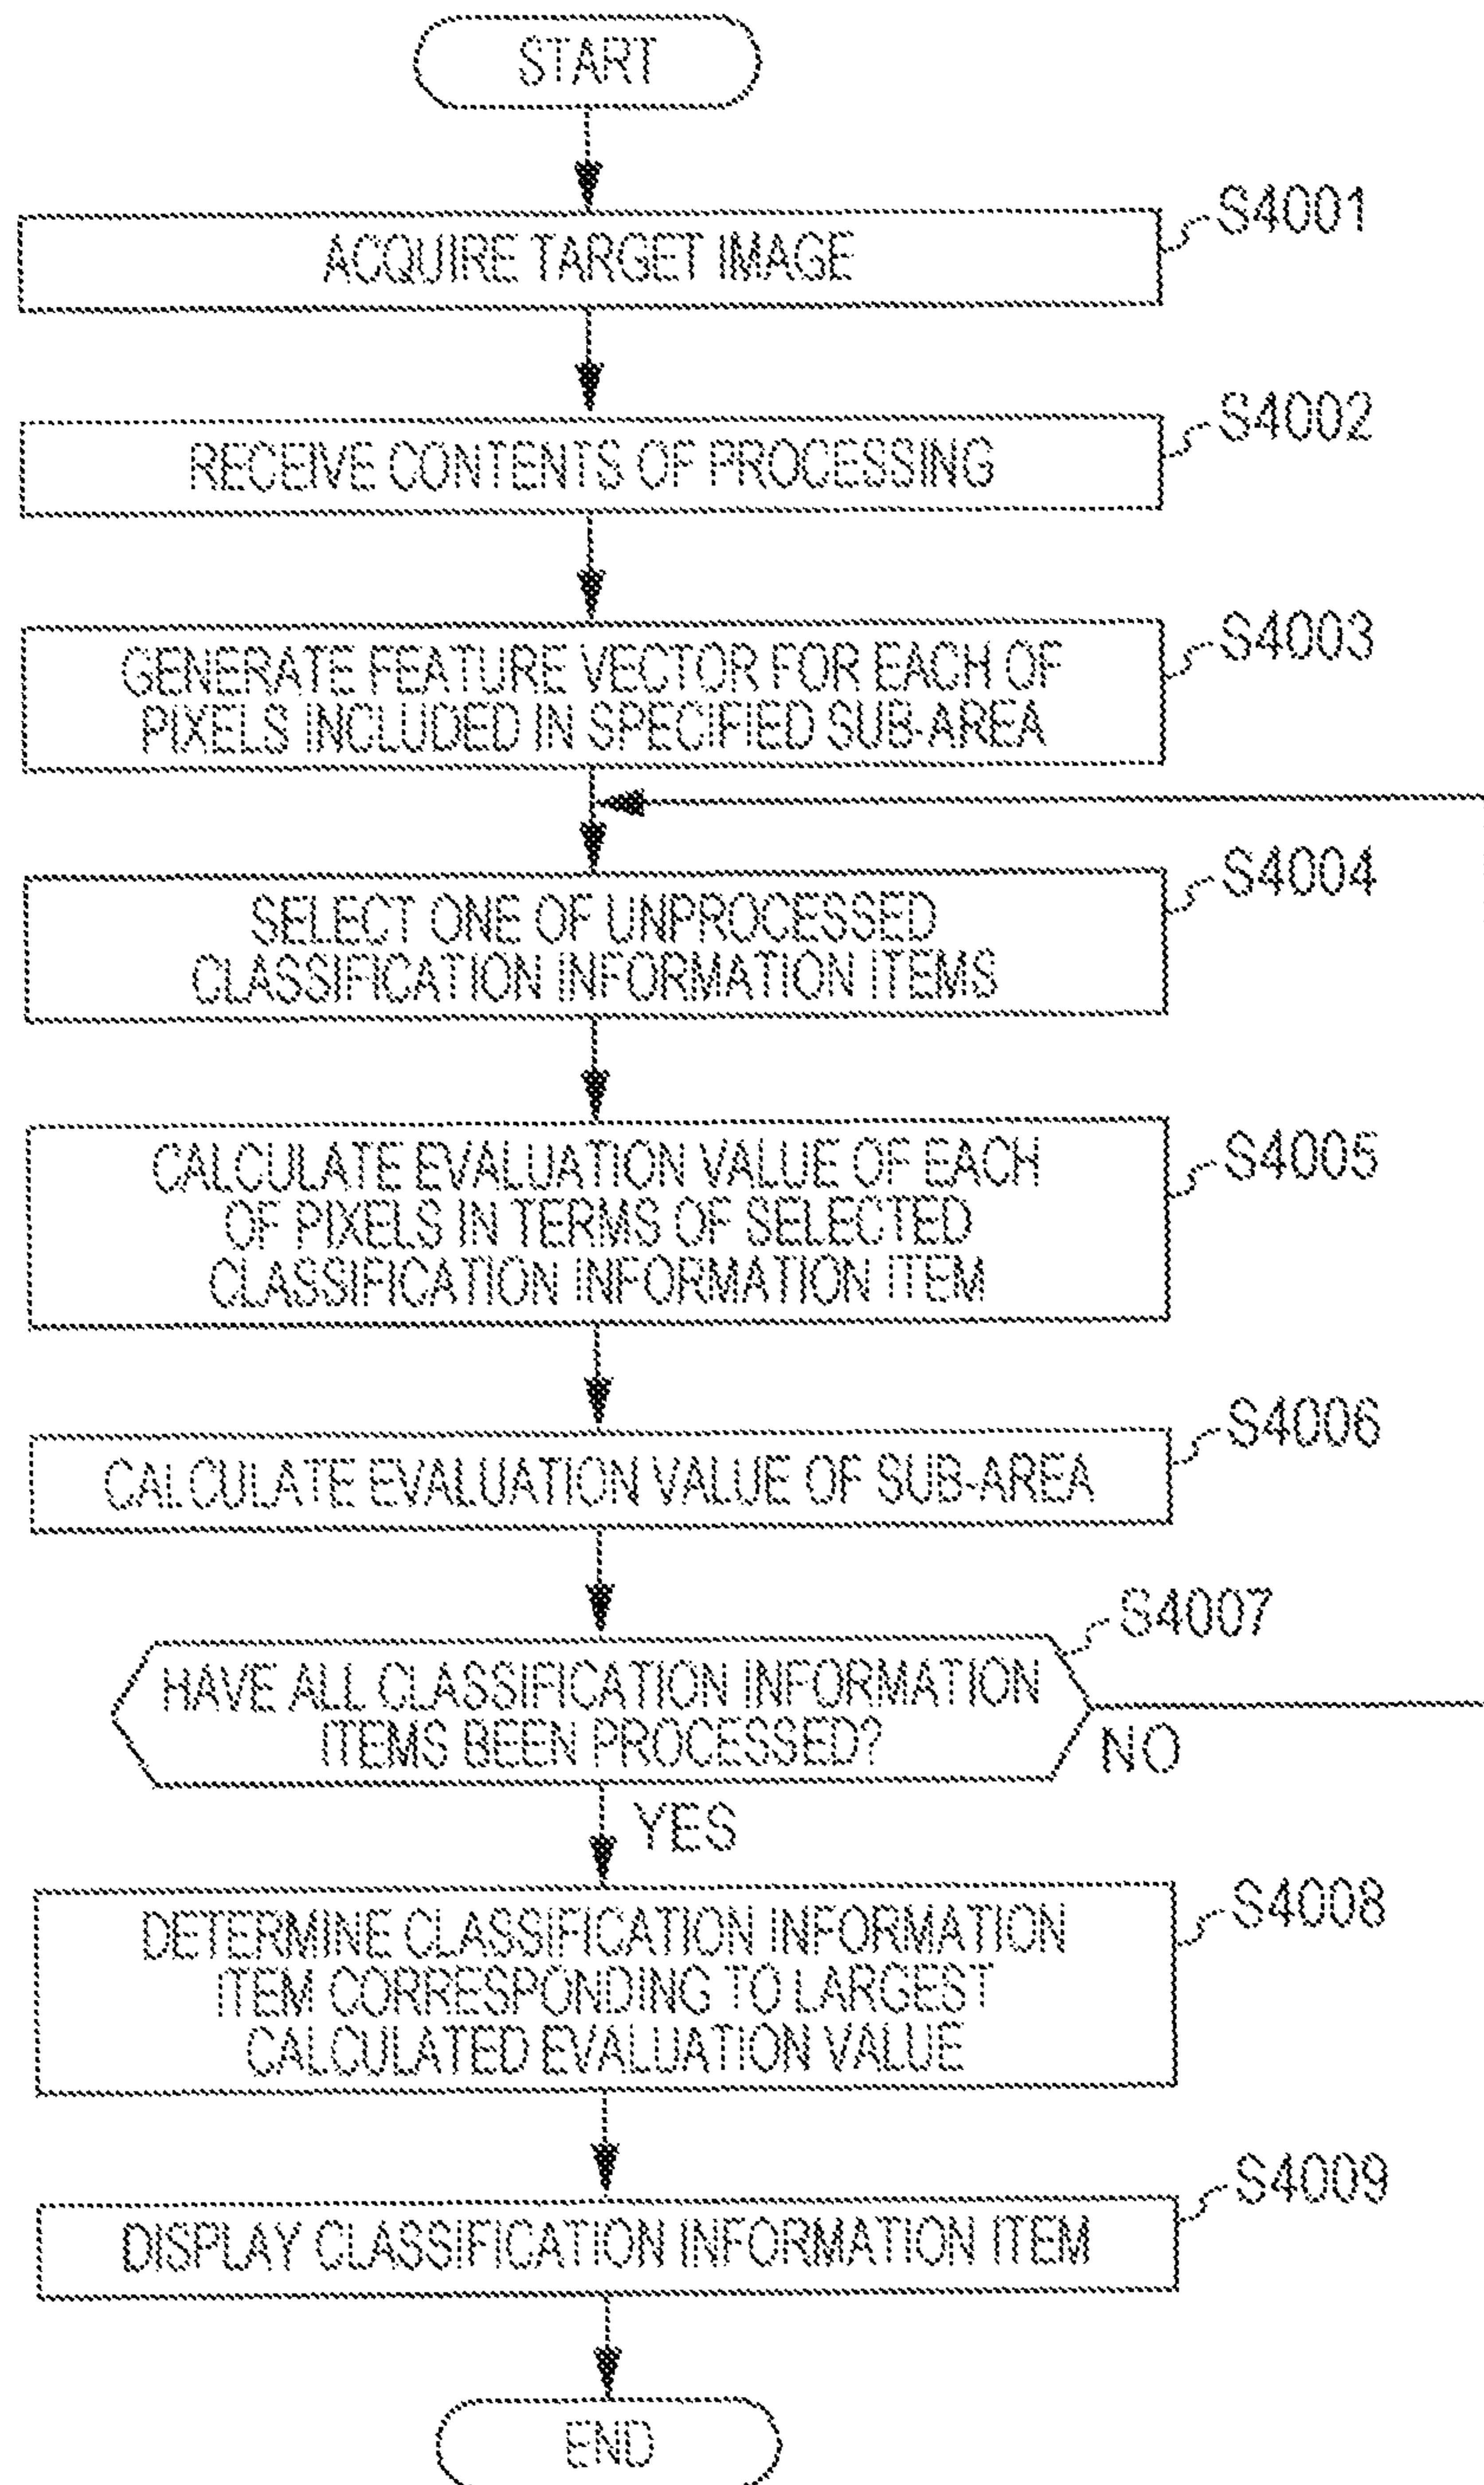 START
S4001
ACQUIRE TARGET IMAGE
S4002
RECEIVE CONTENTS OF PROCESSING
S4003
GENERATE FEATURE VECTOR FOR EACH OF
PIXELS INCLUDED IN SPECIFIED SUB-AREA
S4004
SELECT ONE OF UNPROCESSED
CLASSIFICATION INFORMATION ITEMS
S4005
CALCULATE EVALUATION VALUE OF EACH
OF PIXELS IN TERMS OF SELECTED
CLASSIFICATION INFORMATION ITEM
S4006
CALCULATE EVALUATION VALUE OF SUB-AREA
S4007
HAVE ALL CLASSIFICATION INFORMATION
ITEMS BEEN PROCESSED?
NO
YES
S4008
DETERMINE CLASSIFICATION INFORMATION
ITEM CORRESPONDING TO LARGEST
CALCULATED EVALUATION VALUE
S4009
DISPLAY CLASSIFICATION INFORMATION ITEM
END